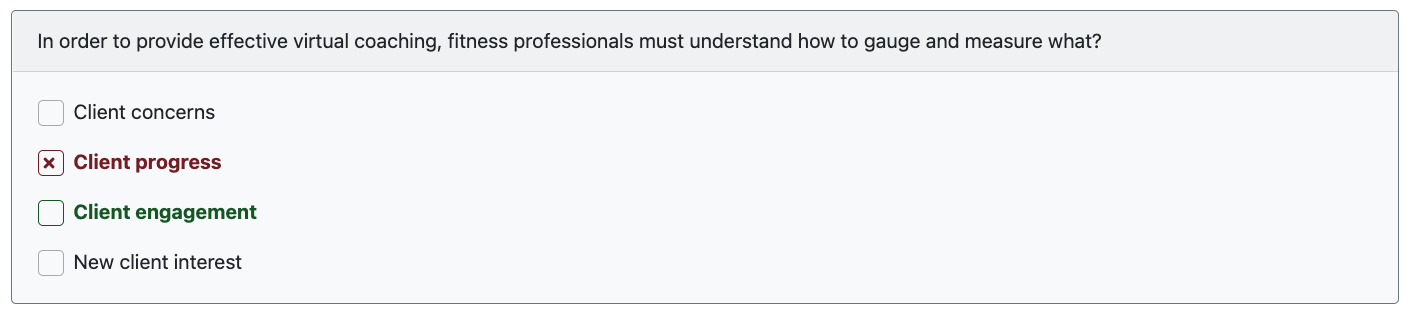 In order to provide effective virtual coaching, fitness professionals must understand how to gauge and measure what?
Client concerns
Client progress
Client engagement
New client interest